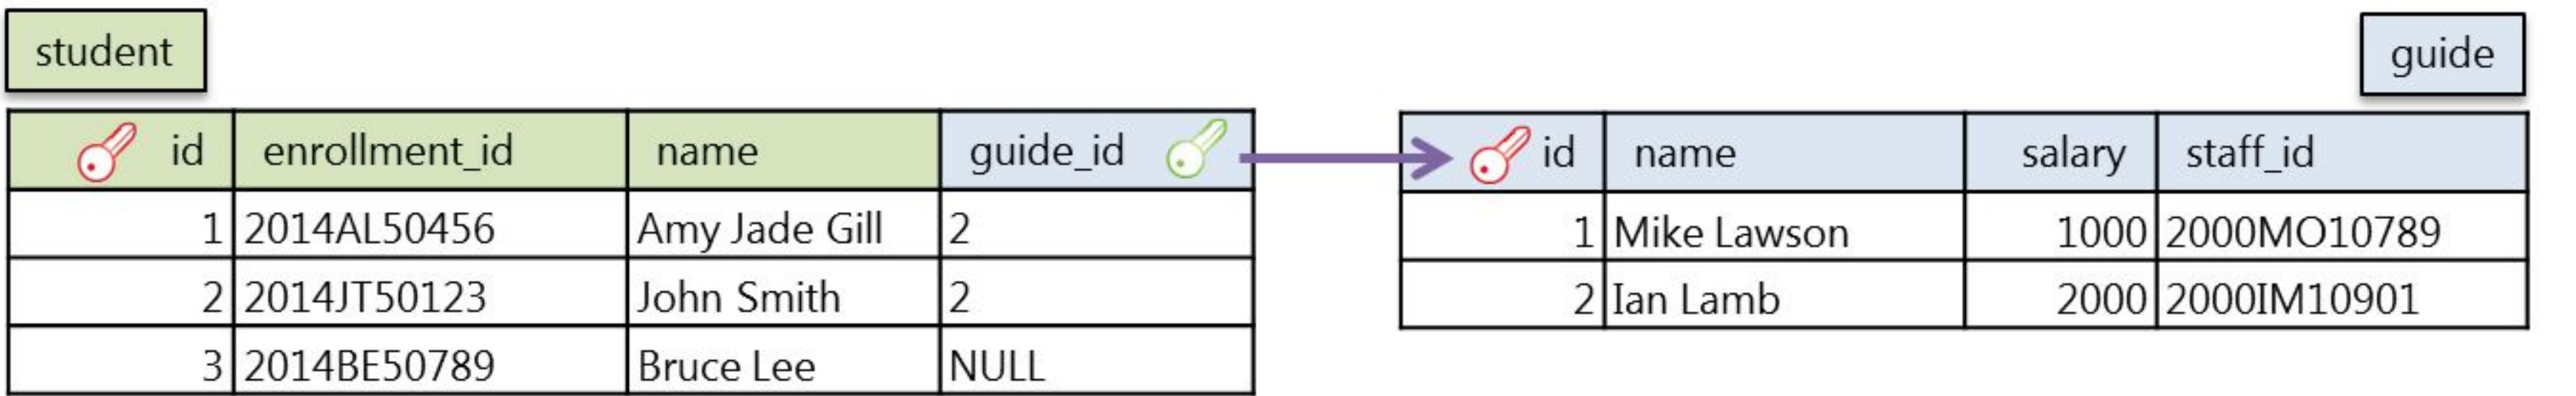 student
guide
id enrollment_id name guide_id
1 2014AL50456 Amy Jade Gill 2
2 2014JT50123 John Smith 2
3 2014BE50789 Bruce Lee NULL
id name salary staff_id
1 Mike Lawson 1000 2000MO10789
2 Ian Lamb 2000 2000IM10901